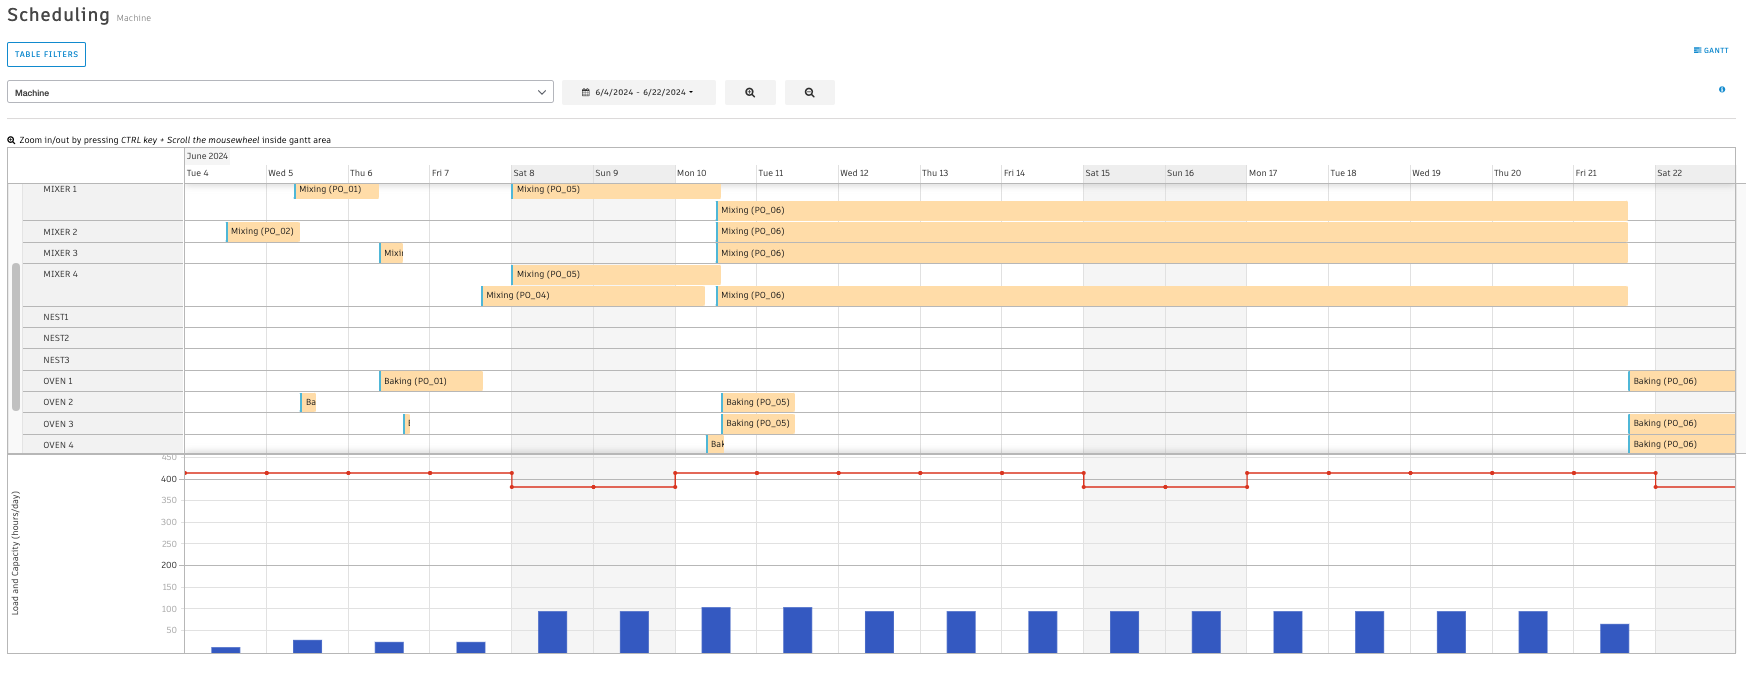 Scheduling Machine
TABLE FILTERS
GANTT
Machine
6/4/2024 - 6/22/2024
Zoom in/out by pressing CTRL key + Scroll the mousewheel inside gantt area
June 2024
Tue 4 Wed 5 Thu 6 Fri 7 Sat 8 Sun 9 Mon 10 Tue 11 Wed 12 Thu 13 Fri 14 Sat 15 Sun 16 Mon 17 Tue 18 Wed 19 Thu 20 Fri 21 Sat 22
MIXER 1 Mixing (PO_01) Mixing (PO_05)
Mixing (PO_06)
MIXER 2 Mixing (PO_02) Mixing (PO_06)
MIXER 3 Mixi Mixing (PO_06)
MIXER 4 Mixing (PO_05)
Mixing (PO_04) Mixing (PO_06)
NEST1
NEST2
NEST3
OVEN 1 Baking (PO_01) Baking (PO_06)
OVEN 2 Ba Baking (PO_05)
OVEN 3 Baking (PO_05) Baking (PO_06)
OVEN 4 Bak Baking (PO_06)
Load and Capacity (hours/day)
450
400
350
300
250
200
150
100
50